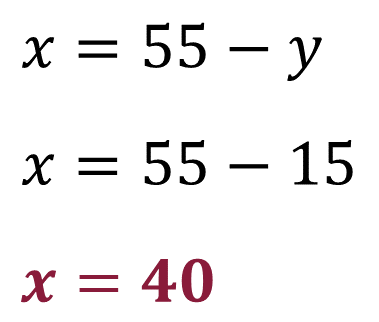 x = 55 − y
x = 55 − 15
x = 40